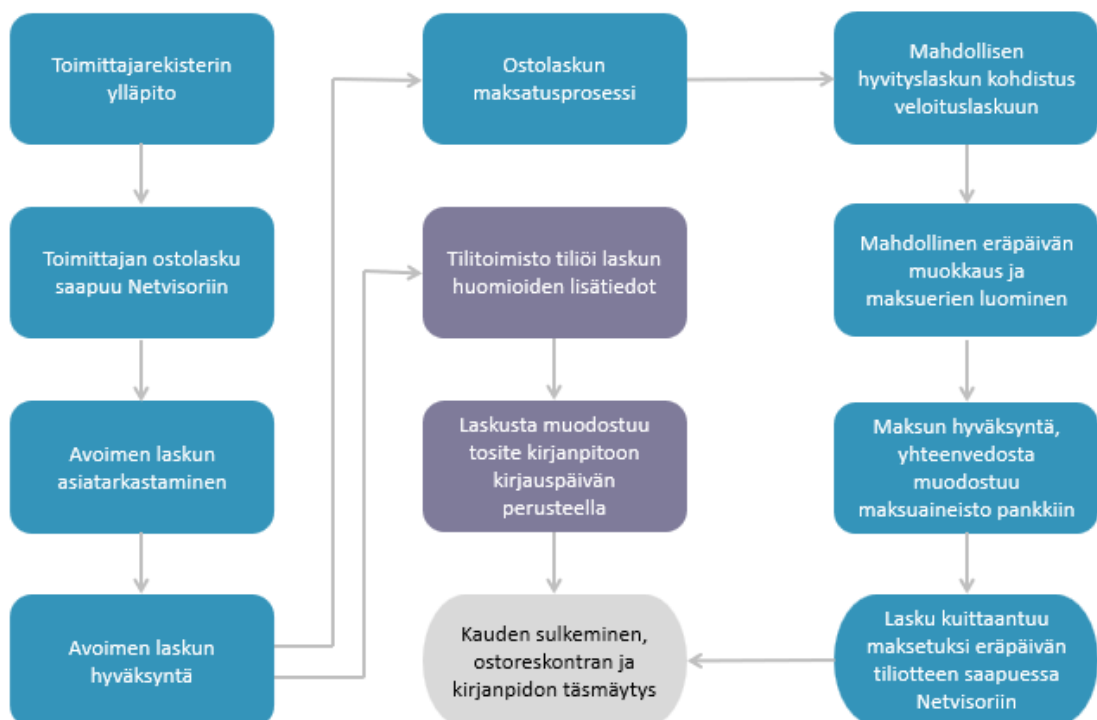 Toimittajarekisterin
ylläpito
Toimittajan ostolasku
saapuu Netvisoriin
Avoimen laskun
asiatarkastaminen
Avoimen laskun
hyväksyntä
Ostolaskun
maksatusprosessi
Tilitoimisto tiliöi laskun
huomioiden lisätiedot
Laskusta muodostuu
tosite kirjanpitoon
kirjauspäivän
perusteella
Kauden sulkeminen,
ostoreskontran ja
kirjanpidon täsmäytys
Mahdollisen
hyvityslaskun kohdistus
veloituslaskuun
Mahdollinen eräpäivän
muokkaus ja
maksuerien luominen
Maksun hyväksyntä,
yhteenvedosta
muodostuu
maksuaineisto pankkiin
Lasku kuittaantuu
maksetuksi eräpäivän
tiliotteen saapuessa
Netvisoriin